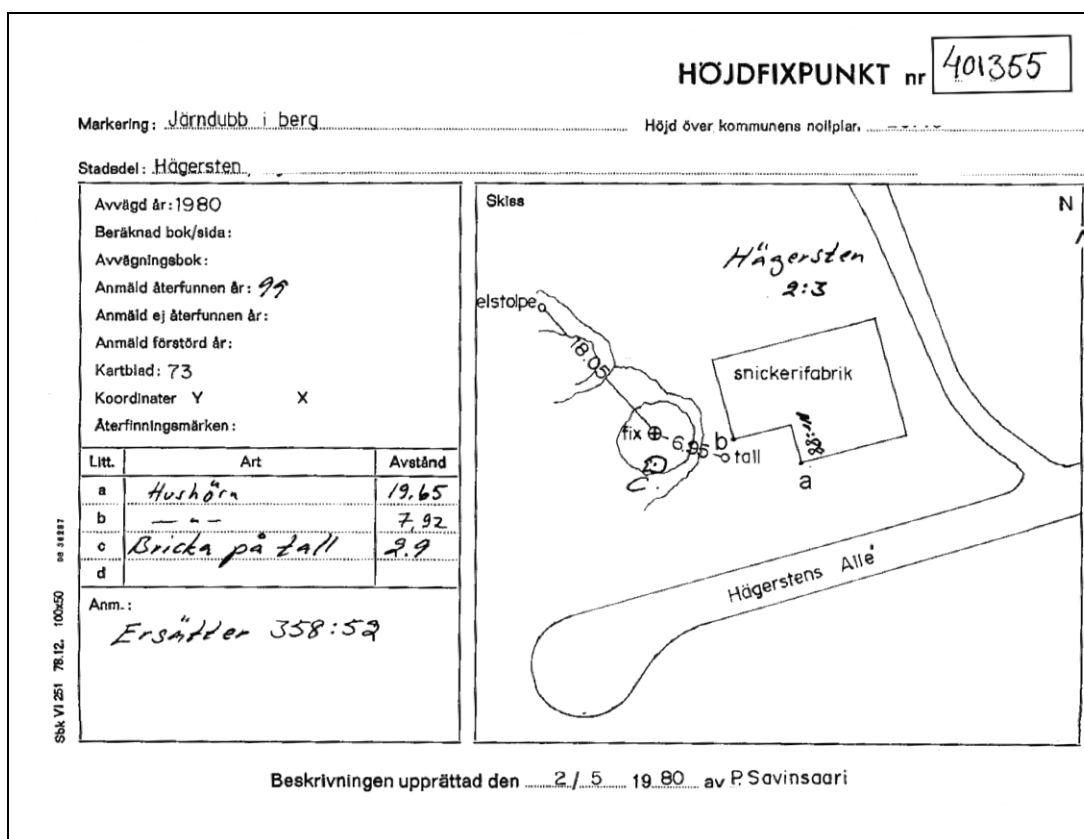 HÖJDFIXPUNKT nr 401355
Markering: Järndubb i berg
Höjd över kommunens nollplan.
Stadsdel: Hägersten
Avvägd år: 1980
Beräknad bok/sida:
Avvägningsbok:
Anmäld återfunnen år: 99
Anmäld ej återfunnen år:
Anmäld förstörd år:
Kartblad: 73
Koordinater Y X
Återfinningsmärken:
Litt. Art Avstånd
a Hushörn 19,65
b — " — 7,92
c Bricka på tall 2.9
d
Anm.:
Ersätter 358:52
Skiss
N
Hägersten
2:3
elstolpe
18.05
snickerifabrik
fix
6.95
b
tall
Nr:88
a
C.
Hägerstens Allé
Sbk VI 251 78.12. 100x50
Beskrivningen upprättad den 2/5 1980 av P. Savinsaari